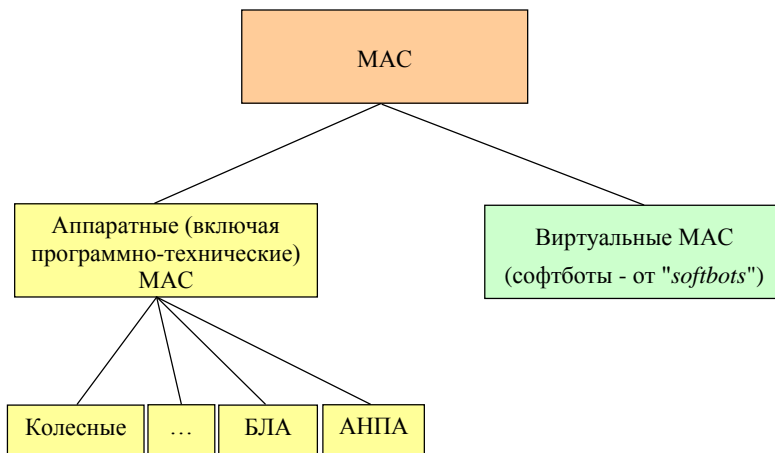 МАС
Аппаратные (включая
программно-технические)
МАС
Виртуальные МАС
(софтботы - от "softbots")
Колесные
…
БЛА
АНПА